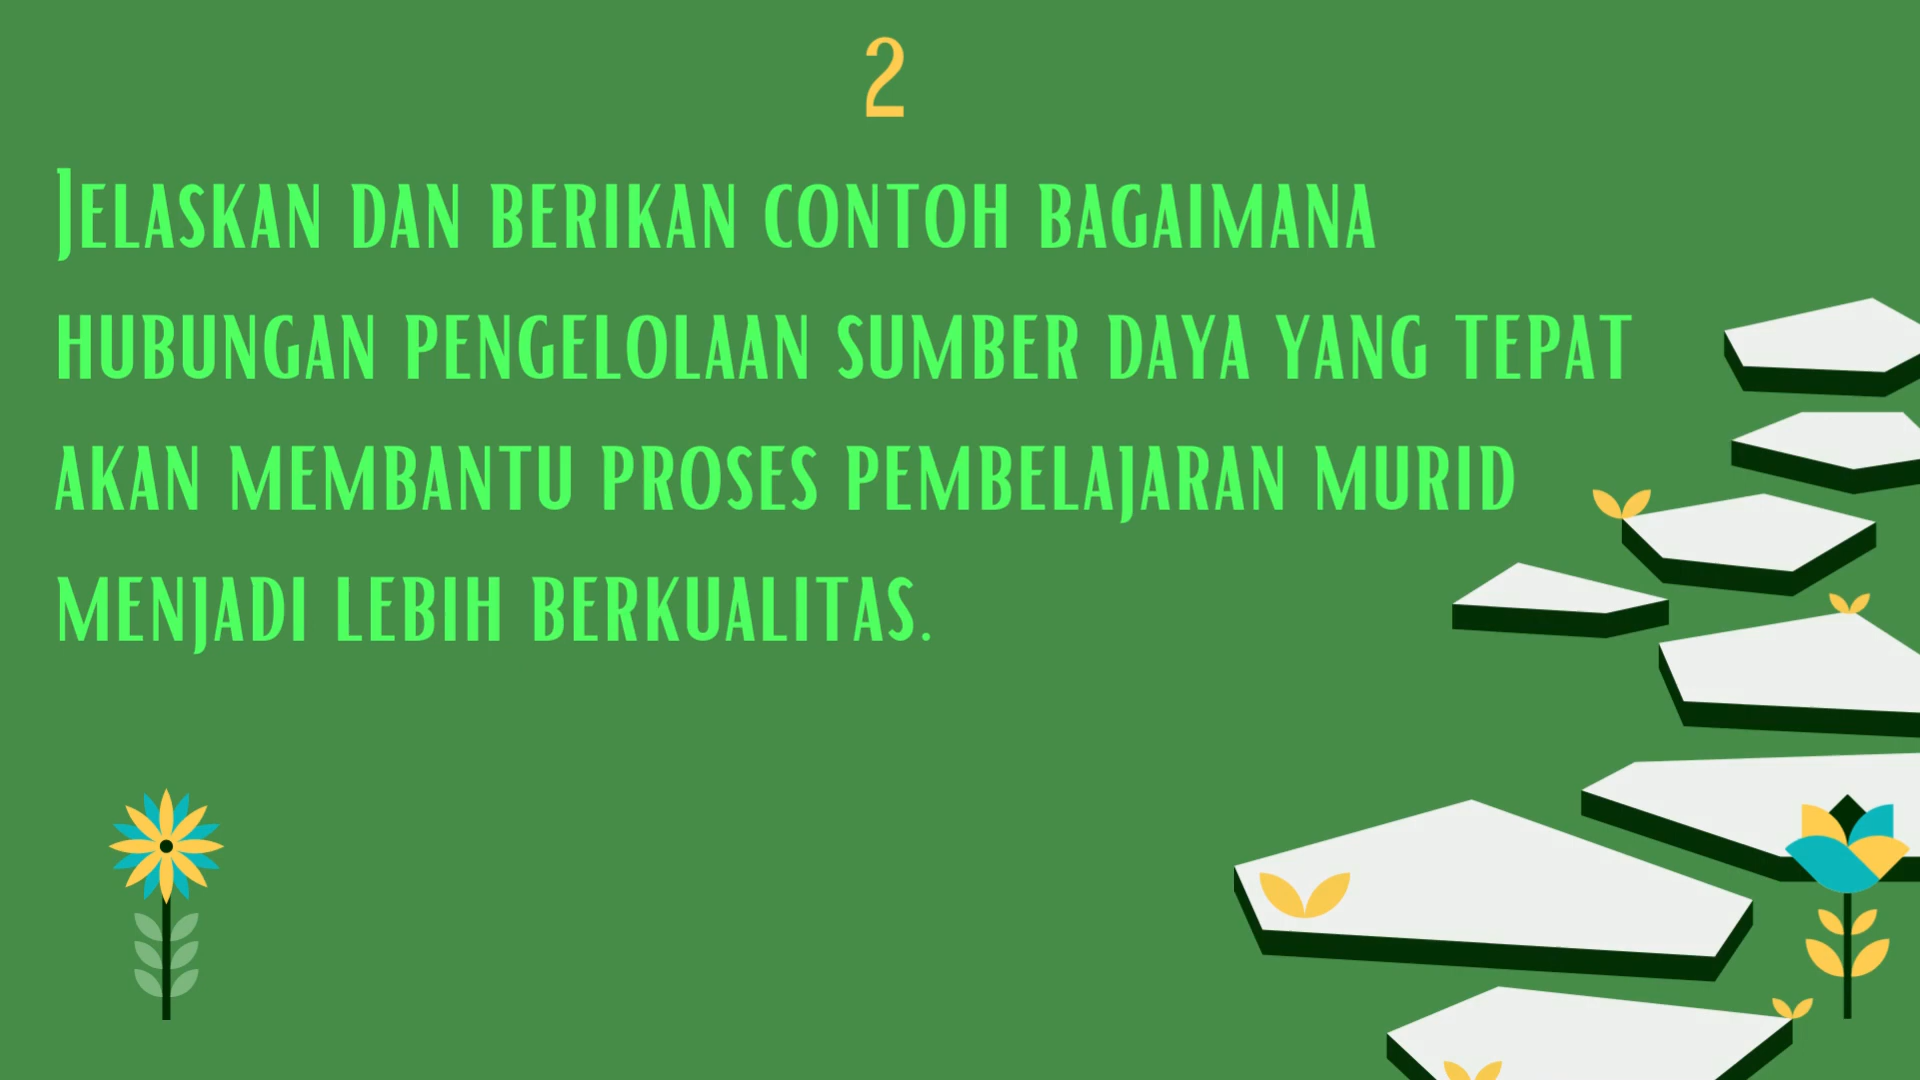 2
Jelaskan dan berikan contoh bagaimana
hubungan pengelolaan sumber daya yang tepat
akan membantu proses pembelajaran murid
menjadi lebih berkualitas.